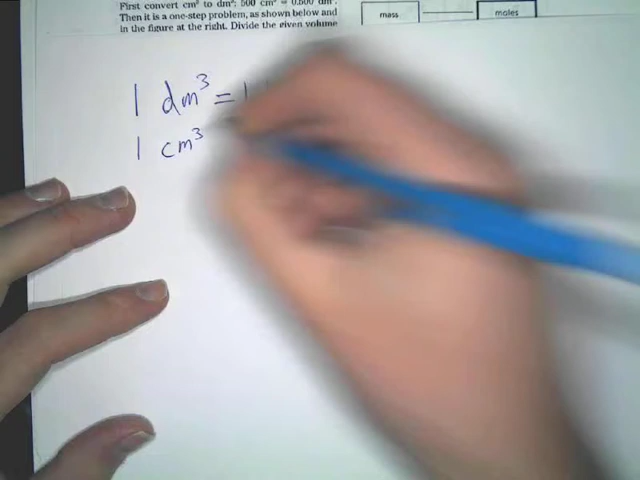 First convert cm³ to dm³: 500 cm³ = 0.500 dm³.
Then it is a one-step problem, as shown below and
in the figure at the right. Divide the given volume
mass
moles
1 dm³ = 1
1 cm³